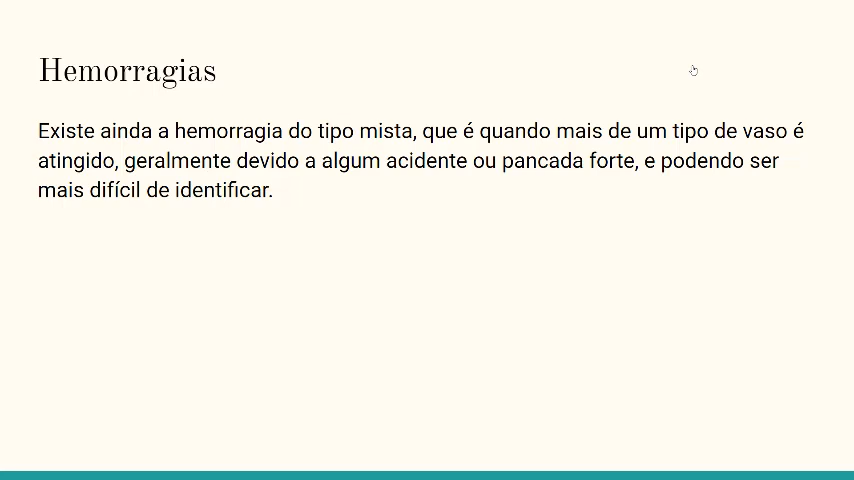 Hemorragias
Existe ainda a hemorragia do tipo mista, que é quando mais de um tipo de vaso é
atingido, geralmente devido a algum acidente ou pancada forte, e podendo ser
mais difícil de identificar.